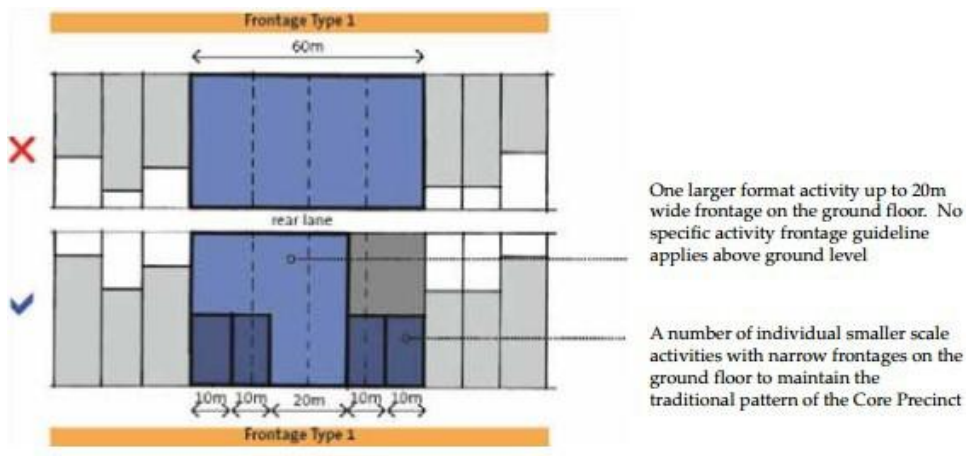 Frontage Type 1
60m
rear lane
One larger format activity up to 20m
wide frontage on the ground floor. No
specific activity frontage guideline
applies above ground level
A number of individual smaller scale
activities with narrow frontages on the
ground floor to maintain the
traditional pattern of the Core Precinct
10m 10m 20m 10m 10m
Frontage Type 1